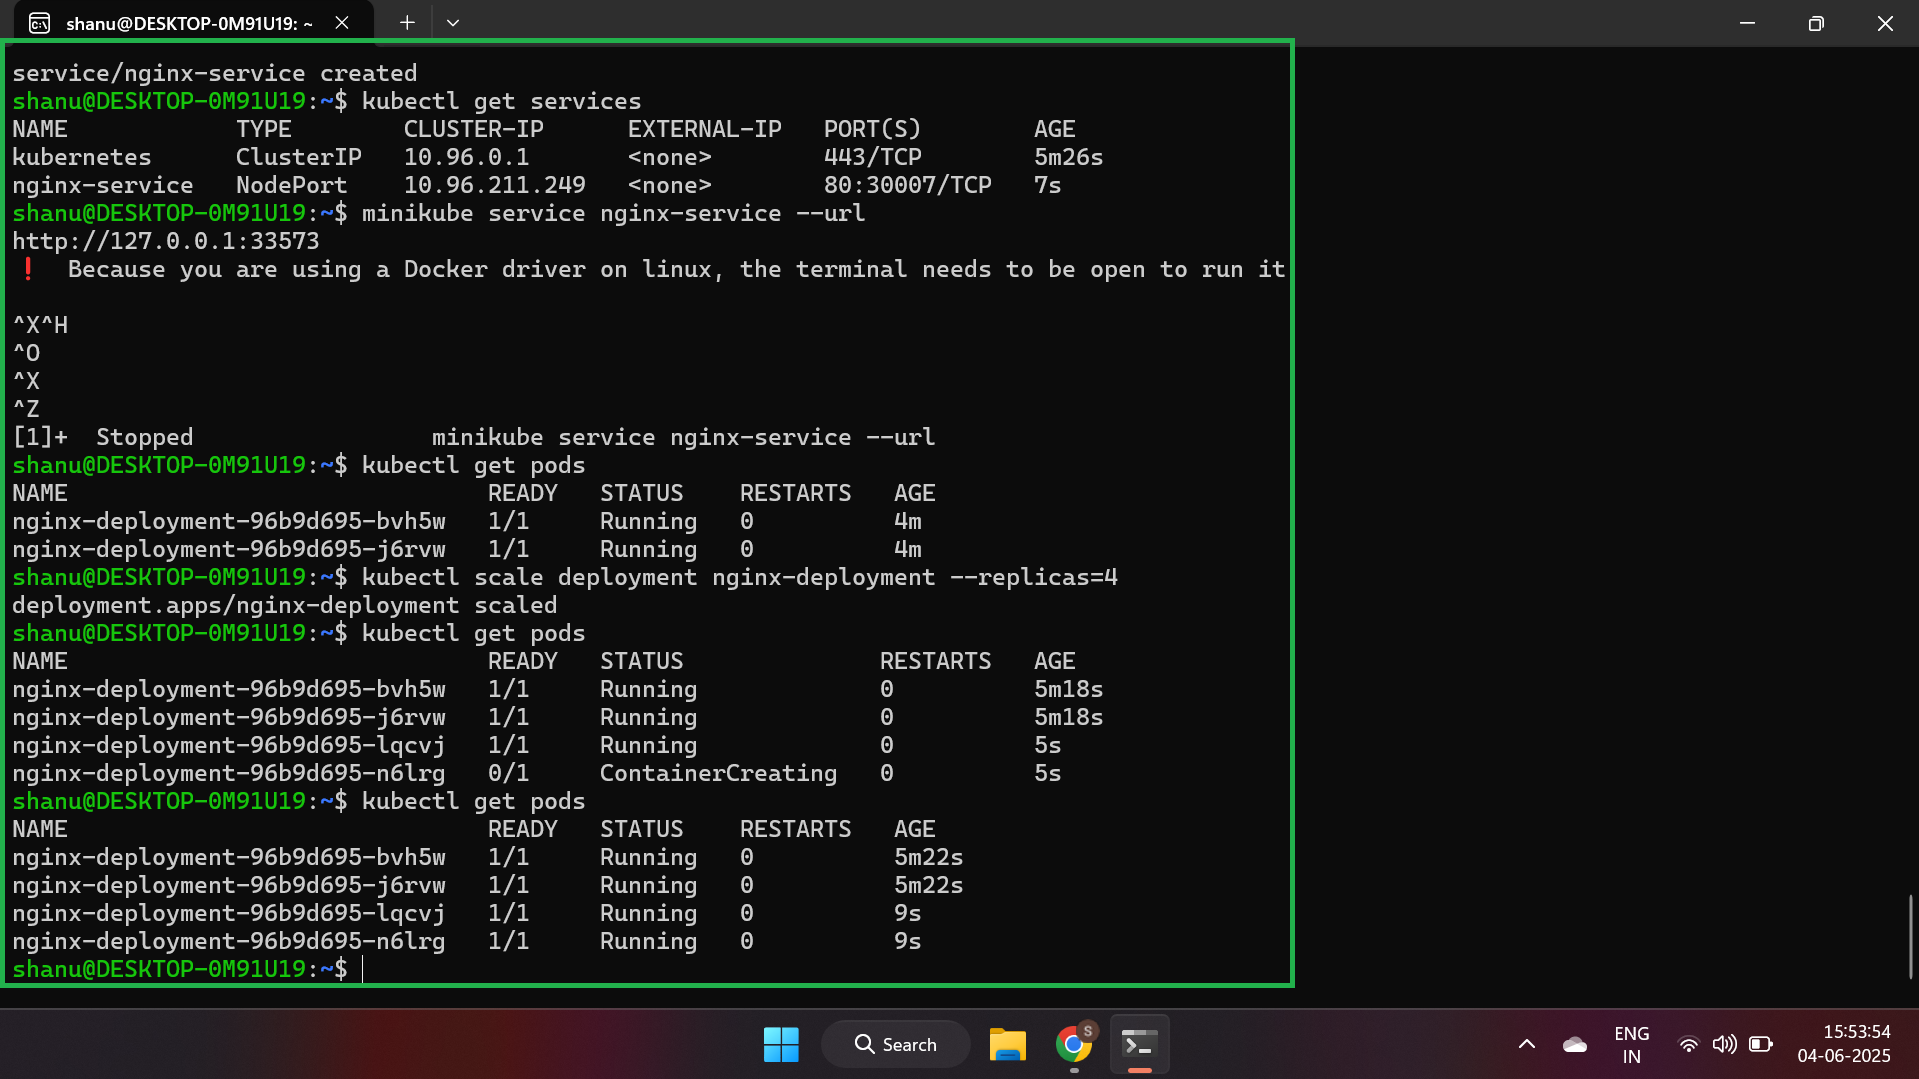 shanu@DESKTOP-0M91U19: ~
service/nginx-service created
shanu@DESKTOP-0M91U19:~$ kubectl get services
NAME            TYPE        CLUSTER-IP      EXTERNAL-IP   PORT(S)        AGE
kubernetes      ClusterIP   10.96.0.1       <none>        443/TCP        5m26s
nginx-service   NodePort    10.96.211.249   <none>        80:30007/TCP   7s
shanu@DESKTOP-0M91U19:~$ minikube service nginx-service --url
http://127.0.0.1:33573
❗  Because you are using a Docker driver on linux, the terminal needs to be open to run it
^X^H
^O
^X
^Z
[1]+  Stopped                 minikube service nginx-service --url
shanu@DESKTOP-0M91U19:~$ kubectl get pods
NAME                              READY   STATUS    RESTARTS   AGE
nginx-deployment-96b9d695-bvh5w   1/1     Running   0          4m
nginx-deployment-96b9d695-j6rvw   1/1     Running   0          4m
shanu@DESKTOP-0M91U19:~$ kubectl scale deployment nginx-deployment --replicas=4
deployment.apps/nginx-deployment scaled
shanu@DESKTOP-0M91U19:~$ kubectl get pods
NAME                              READY   STATUS              RESTARTS   AGE
nginx-deployment-96b9d695-bvh5w   1/1     Running             0          5m18s
nginx-deployment-96b9d695-j6rvw   1/1     Running             0          5m18s
nginx-deployment-96b9d695-lqcvj   1/1     Running             0          5s
nginx-deployment-96b9d695-n6lrg   0/1     ContainerCreating   0          5s
shanu@DESKTOP-0M91U19:~$ kubectl get pods
NAME                              READY   STATUS    RESTARTS   AGE
nginx-deployment-96b9d695-bvh5w   1/1     Running   0          5m22s
nginx-deployment-96b9d695-j6rvw   1/1     Running   0          5m22s
nginx-deployment-96b9d695-lqcvj   1/1     Running   0          9s
nginx-deployment-96b9d695-n6lrg   1/1     Running   0          9s
shanu@DESKTOP-0M91U19:~$
Search
S
ENG
IN
15:53:54
04-06-2025